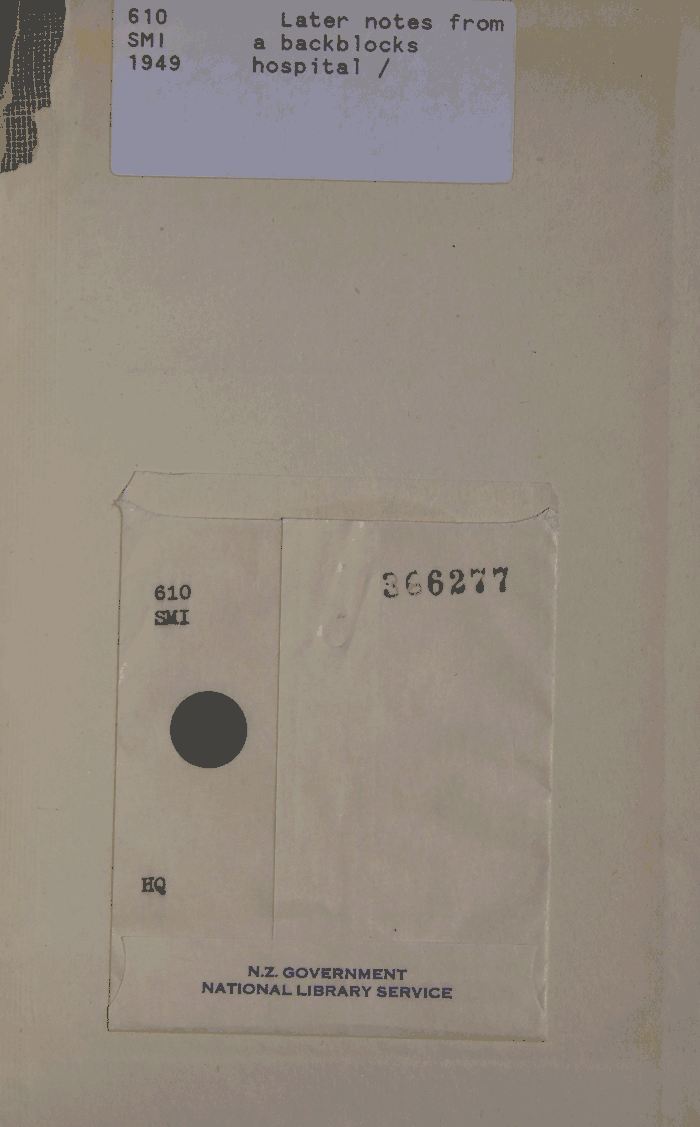 610 Later notes from
SMI a backblocks
1949 hospital /
610
SMI
366277
HQ
N.Z. GOVERNMENT
NATIONAL LIBRARY SERVICE